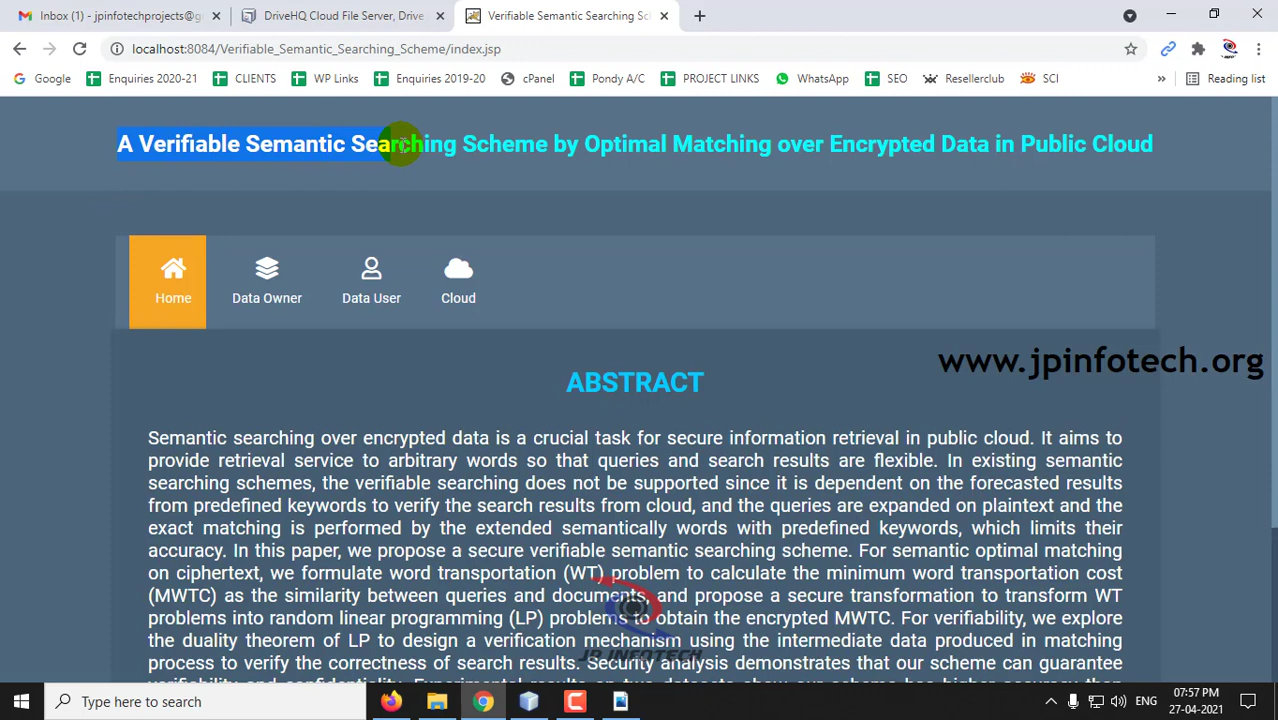 Inbox (1) - jpinfotechprojects@g
DriveHQ Cloud File Server, Drive
Verifiable Semantic Searching Sc
localhost:8084/Verifiable_Semantic_Searching_Scheme/index.jsp
Google Enquiries 2020-21 CLIENTS WP Links Enquiries 2019-20 cPanel Pondy A/C PROJECT LINKS WhatsApp SEO Resellerclub SCI » Reading list
A Verifiable Semantic Searching Scheme by Optimal Matching over Encrypted Data in Public Cloud
Home Data Owner Data User Cloud
www.jpinfotech.org
ABSTRACT
Semantic searching over encrypted data is a crucial task for secure information retrieval in public cloud. It aims to
provide retrieval service to arbitrary words so that queries and search results are flexible. In existing semantic
searching schemes, the verifiable searching does not be supported since it is dependent on the forecasted results
from predefined keywords to verify the search results from cloud, and the queries are expanded on plaintext and the
exact matching is performed by the extended semantically words with predefined keywords, which limits their
accuracy. In this paper, we propose a secure verifiable semantic searching scheme. For semantic optimal matching
on ciphertext, we formulate word transportation (WT) problem to calculate the minimum word transportation cost
(MWTC) as the similarity between queries and documents, and propose a secure transformation to transform WT
problems into random linear programming (LP) problems to obtain the encrypted MWTC. For verifiability, we explore
the duality theorem of LP to design a verification mechanism using the intermediate data produced in matching
process to verify the correctness of search results. Security analysis demonstrates that our scheme can guarantee
JP INFOTECH
Type here to search
ENG
07:57 PM
27-04-2021